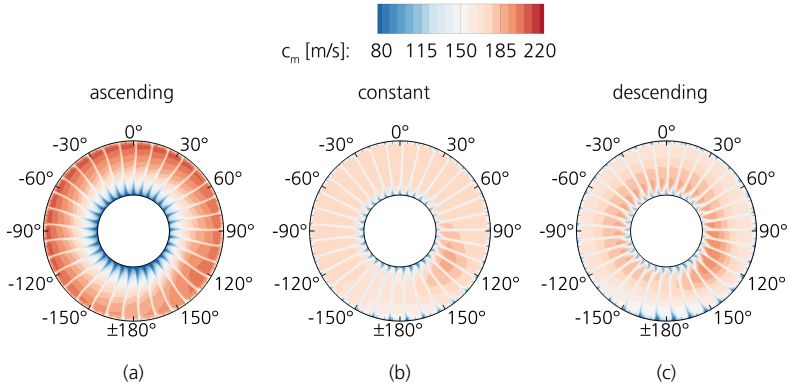 cm [m/s]: 80 115 150 185 220
ascending constant descending
0° 0° 0°
-30° 30° -30° 30° -30° 30°
-60° 60° -60° 60° -60° 60°
-90° 90° -90° 90° -90° 90°
-120° 120° -120° 120° -120° 120°
-150° 150° -150° 150° -150° 150°
±180° ±180° ±180°
(a) (b) (c)